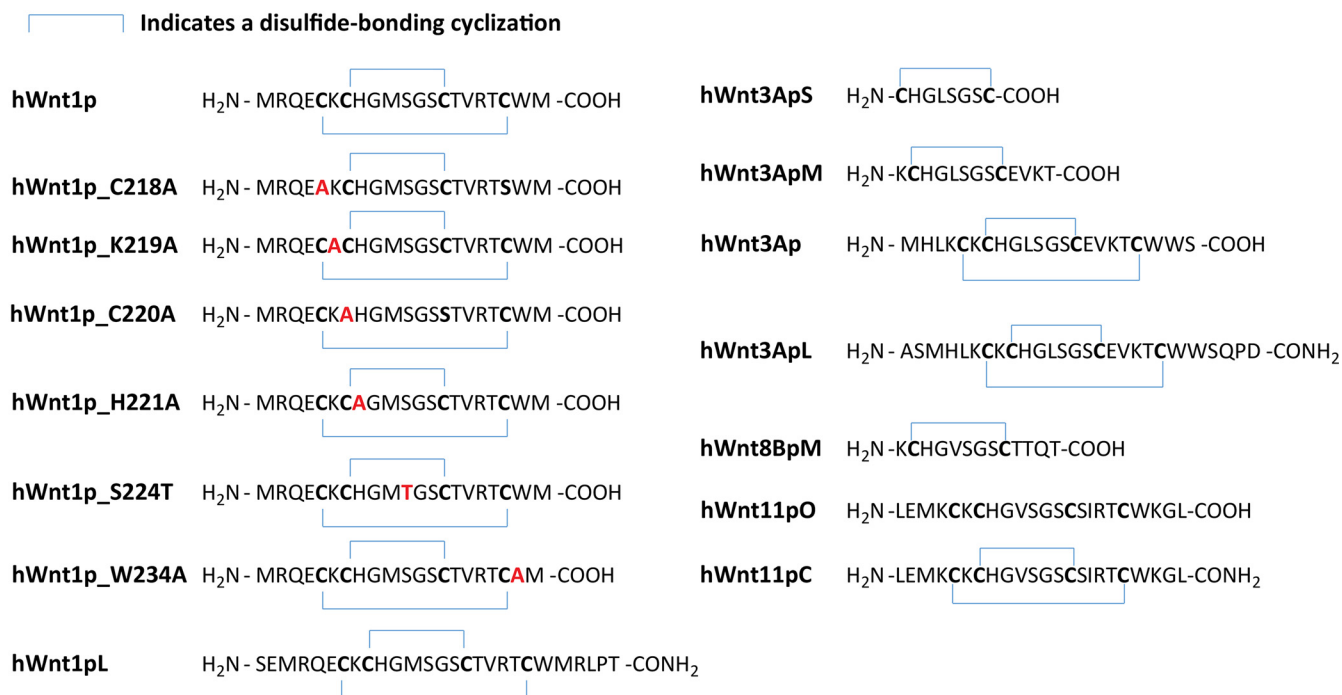 Indicates a disulfide-bonding cyclization
hWnt1p H₂N - MRQECKCHGMSGSCTVRTCWM -COOH
hWnt1p_C218A H₂N - MRQEAKCHGMSGSCTVRTSWM -COOH
hWnt1p_K219A H₂N - MRQECACHGMSGSCTVRTCWM -COOH
hWnt1p_C220A H₂N - MRQECKAHGMSGSSTVRTCWM -COOH
hWnt1p_H221A H₂N - MRQECKCAGMSGSCTVRTCWM -COOH
hWnt1p_S224T H₂N - MRQECKCHGMTGSCTVRTCWM -COOH
hWnt1p_W234A H₂N - MRQECKCHGMSGSCTVRTCAM -COOH
hWnt1pL H₂N - SEMRQECKCHGMSGSCTVRTCWMRLPT -CONH₂
hWnt3ApS H₂N -CHGLSGSC-COOH
hWnt3ApM H₂N -KCHGLSGSCEVKT-COOH
hWnt3Ap H₂N - MHLKCKCHGLSGSCEVKTCWWS -COOH
hWnt3ApL H₂N - ASMHLKCKCHGLSGSCEVKTCWWSQPD -CONH₂
hWnt8BpM H₂N -KCHGVSGSCTTQT-COOH
hWnt11pO H₂N -LEMKCKCHGVSGSCSIRTCWKGL-COOH
hWnt11pC H₂N -LEMKCKCHGVSGSCSIRTCWKGL-CONH₂